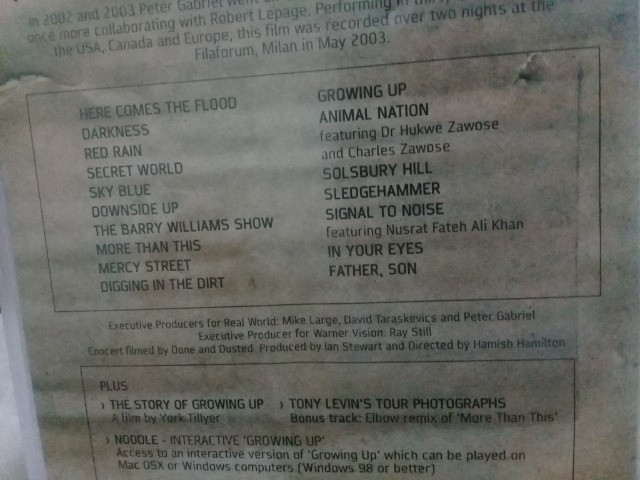 in 2002 and 2003 Peter Gabriel went
once more collaborating with Robert Lepage. Performing in
the USA, Canada and Europe, this film was recorded over two nights at the
Filaforum, Milan in May 2003.
HERE COMES THE FLOOD
DARKNESS
RED RAIN
SECRET WORLD
SKY BLUE
DOWNSIDE UP
THE BARRY WILLIAMS SHOW
MORE THAN THIS
MERCY STREET
DIGGING IN THE DIRT
GROWING UP
ANIMAL NATION
featuring Dr Hukwe Zawose
and Charles Zawose
SOLSBURY HILL
SLEDGEHAMMER
SIGNAL TO NOISE
featuring Nusrat Fateh Ali Khan
IN YOUR EYES
FATHER, SON
Executive Producers for Real World: Mike Large, David Taraskevics and Peter Gabriel
Executive Producer for Warner Vision: Ray Still
Concert filmed by Done and Dusted. Produced by Ian Stewart and Directed by Hamish Hamilton
PLUS
› THE STORY OF GROWING UP
A film by York Tillyer
› TONY LEVIN'S TOUR PHOTOGRAPHS
Bonus track: Elbow remix of 'More Than This'
› NOODLE - INTERACTIVE 'GROWING UP'
Access to an interactive version of 'Growing Up' which can be played on
Mac OSX or Windows computers (Windows 98 or better)